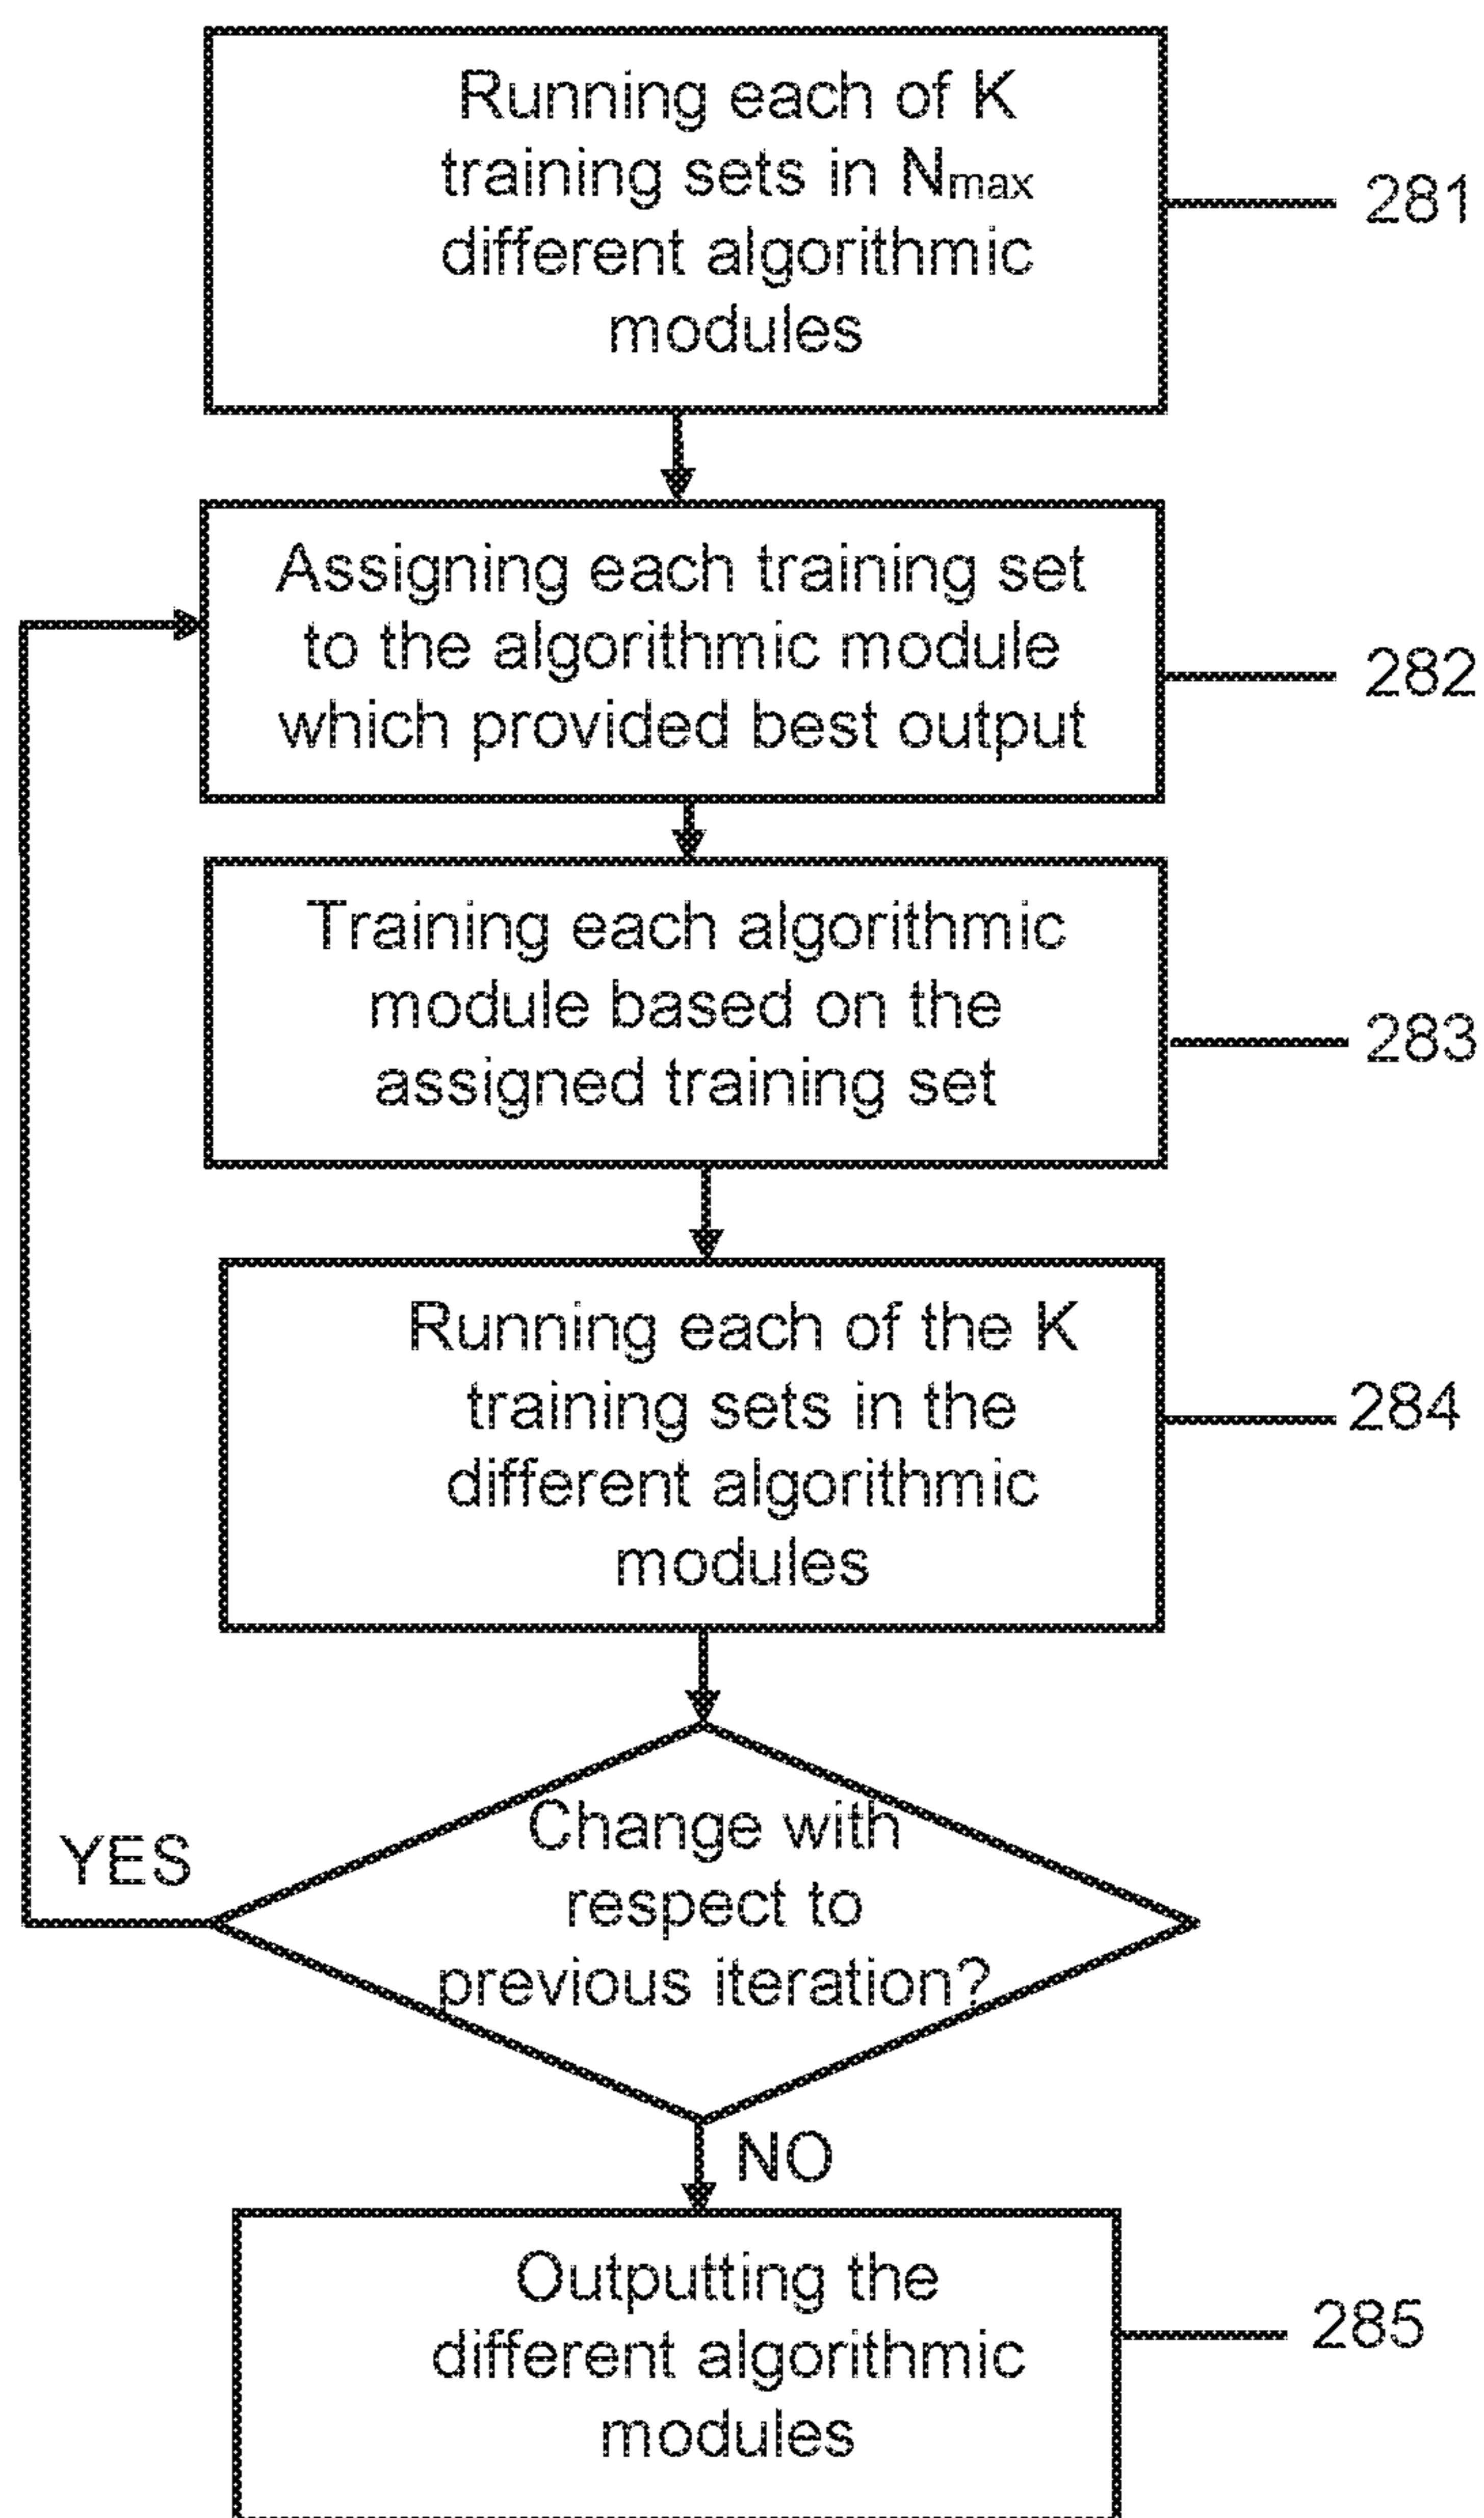 Running each of K
training sets in Nmax
different algorithmic
modules
281
Assigning each training set
to the algorithmic module
which provided best output
282
Training each algorithmic
module based on the
assigned training set
283
Running each of the K
training sets in the
different algorithmic
modules
284
Change with
respect to
previous iteration?
YES
NO
Outputting the
different algorithmic
modules
285